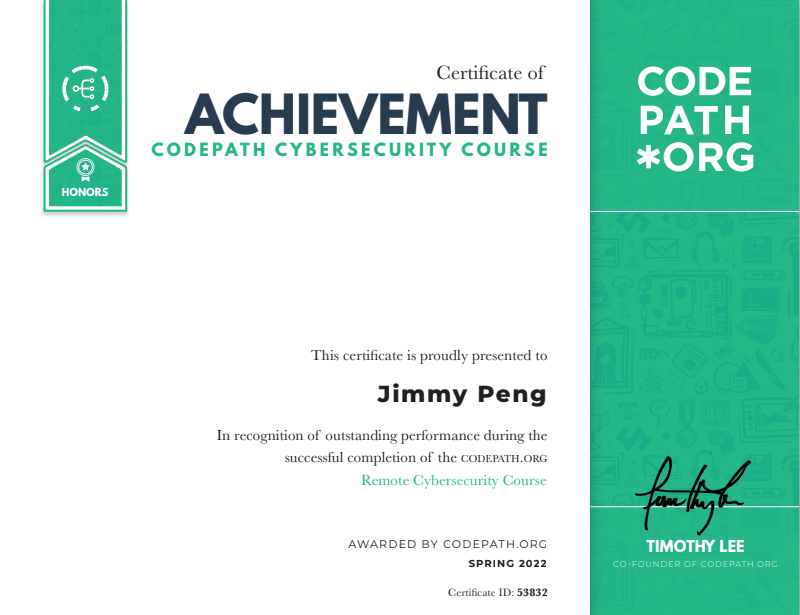 Certificate of
ACHIEVEMENT
CODEPATH CYBERSECURITY COURSE
HONORS
CODE
PATH
*ORG
This certificate is proudly presented to
Jimmy Peng
In recognition of outstanding performance during the
successful completion of the CODEPATH.ORG
Remote Cybersecurity Course
AWARDED BY CODEPATH.ORG
SPRING 2022
Certificate ID: 53832
TIMOTHY LEE
CO-FOUNDER OF CODEPATH.ORG